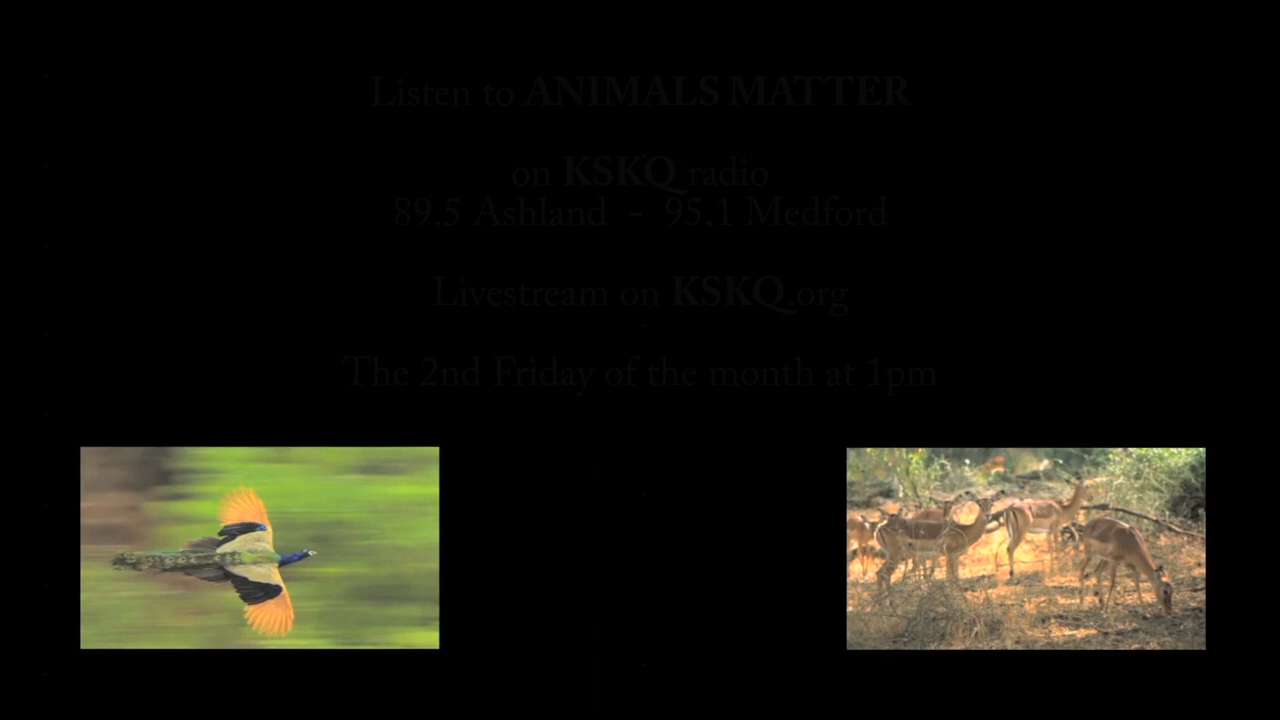 Listen to ANIMALS MATTER
on KSKQ radio
89.5 Ashland - 95.1 Medford
Livestream on KSKQ.org
The 2nd Friday of the month at 1pm